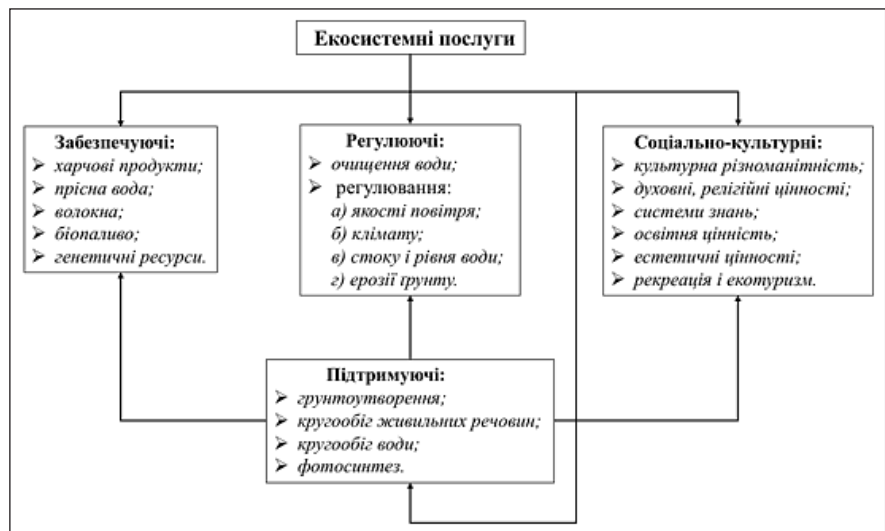 Екосистемні послуги
Забезпечуючі:
➢ харчові продукти;
➢ прісна вода;
➢ волокна;
➢ біопаливо;
➢ генетичні ресурси.
Регулюючі:
➢ очищення води;
➢ регулювання:
а) якості повітря;
б) клімату;
в) стоку і рівня води;
г) ерозії ґрунту.
Соціально-культурні:
➢ культурна різноманітність;
➢ духовні, релігійні цінності;
➢ системи знань;
➢ освітня цінність;
➢ естетичні цінності;
➢ рекреація і екотуризм.
Підтримуючі:
➢ грунтоутворення;
➢ кругообіг живильних речовин;
➢ кругообіг води;
➢ фотосинтез.